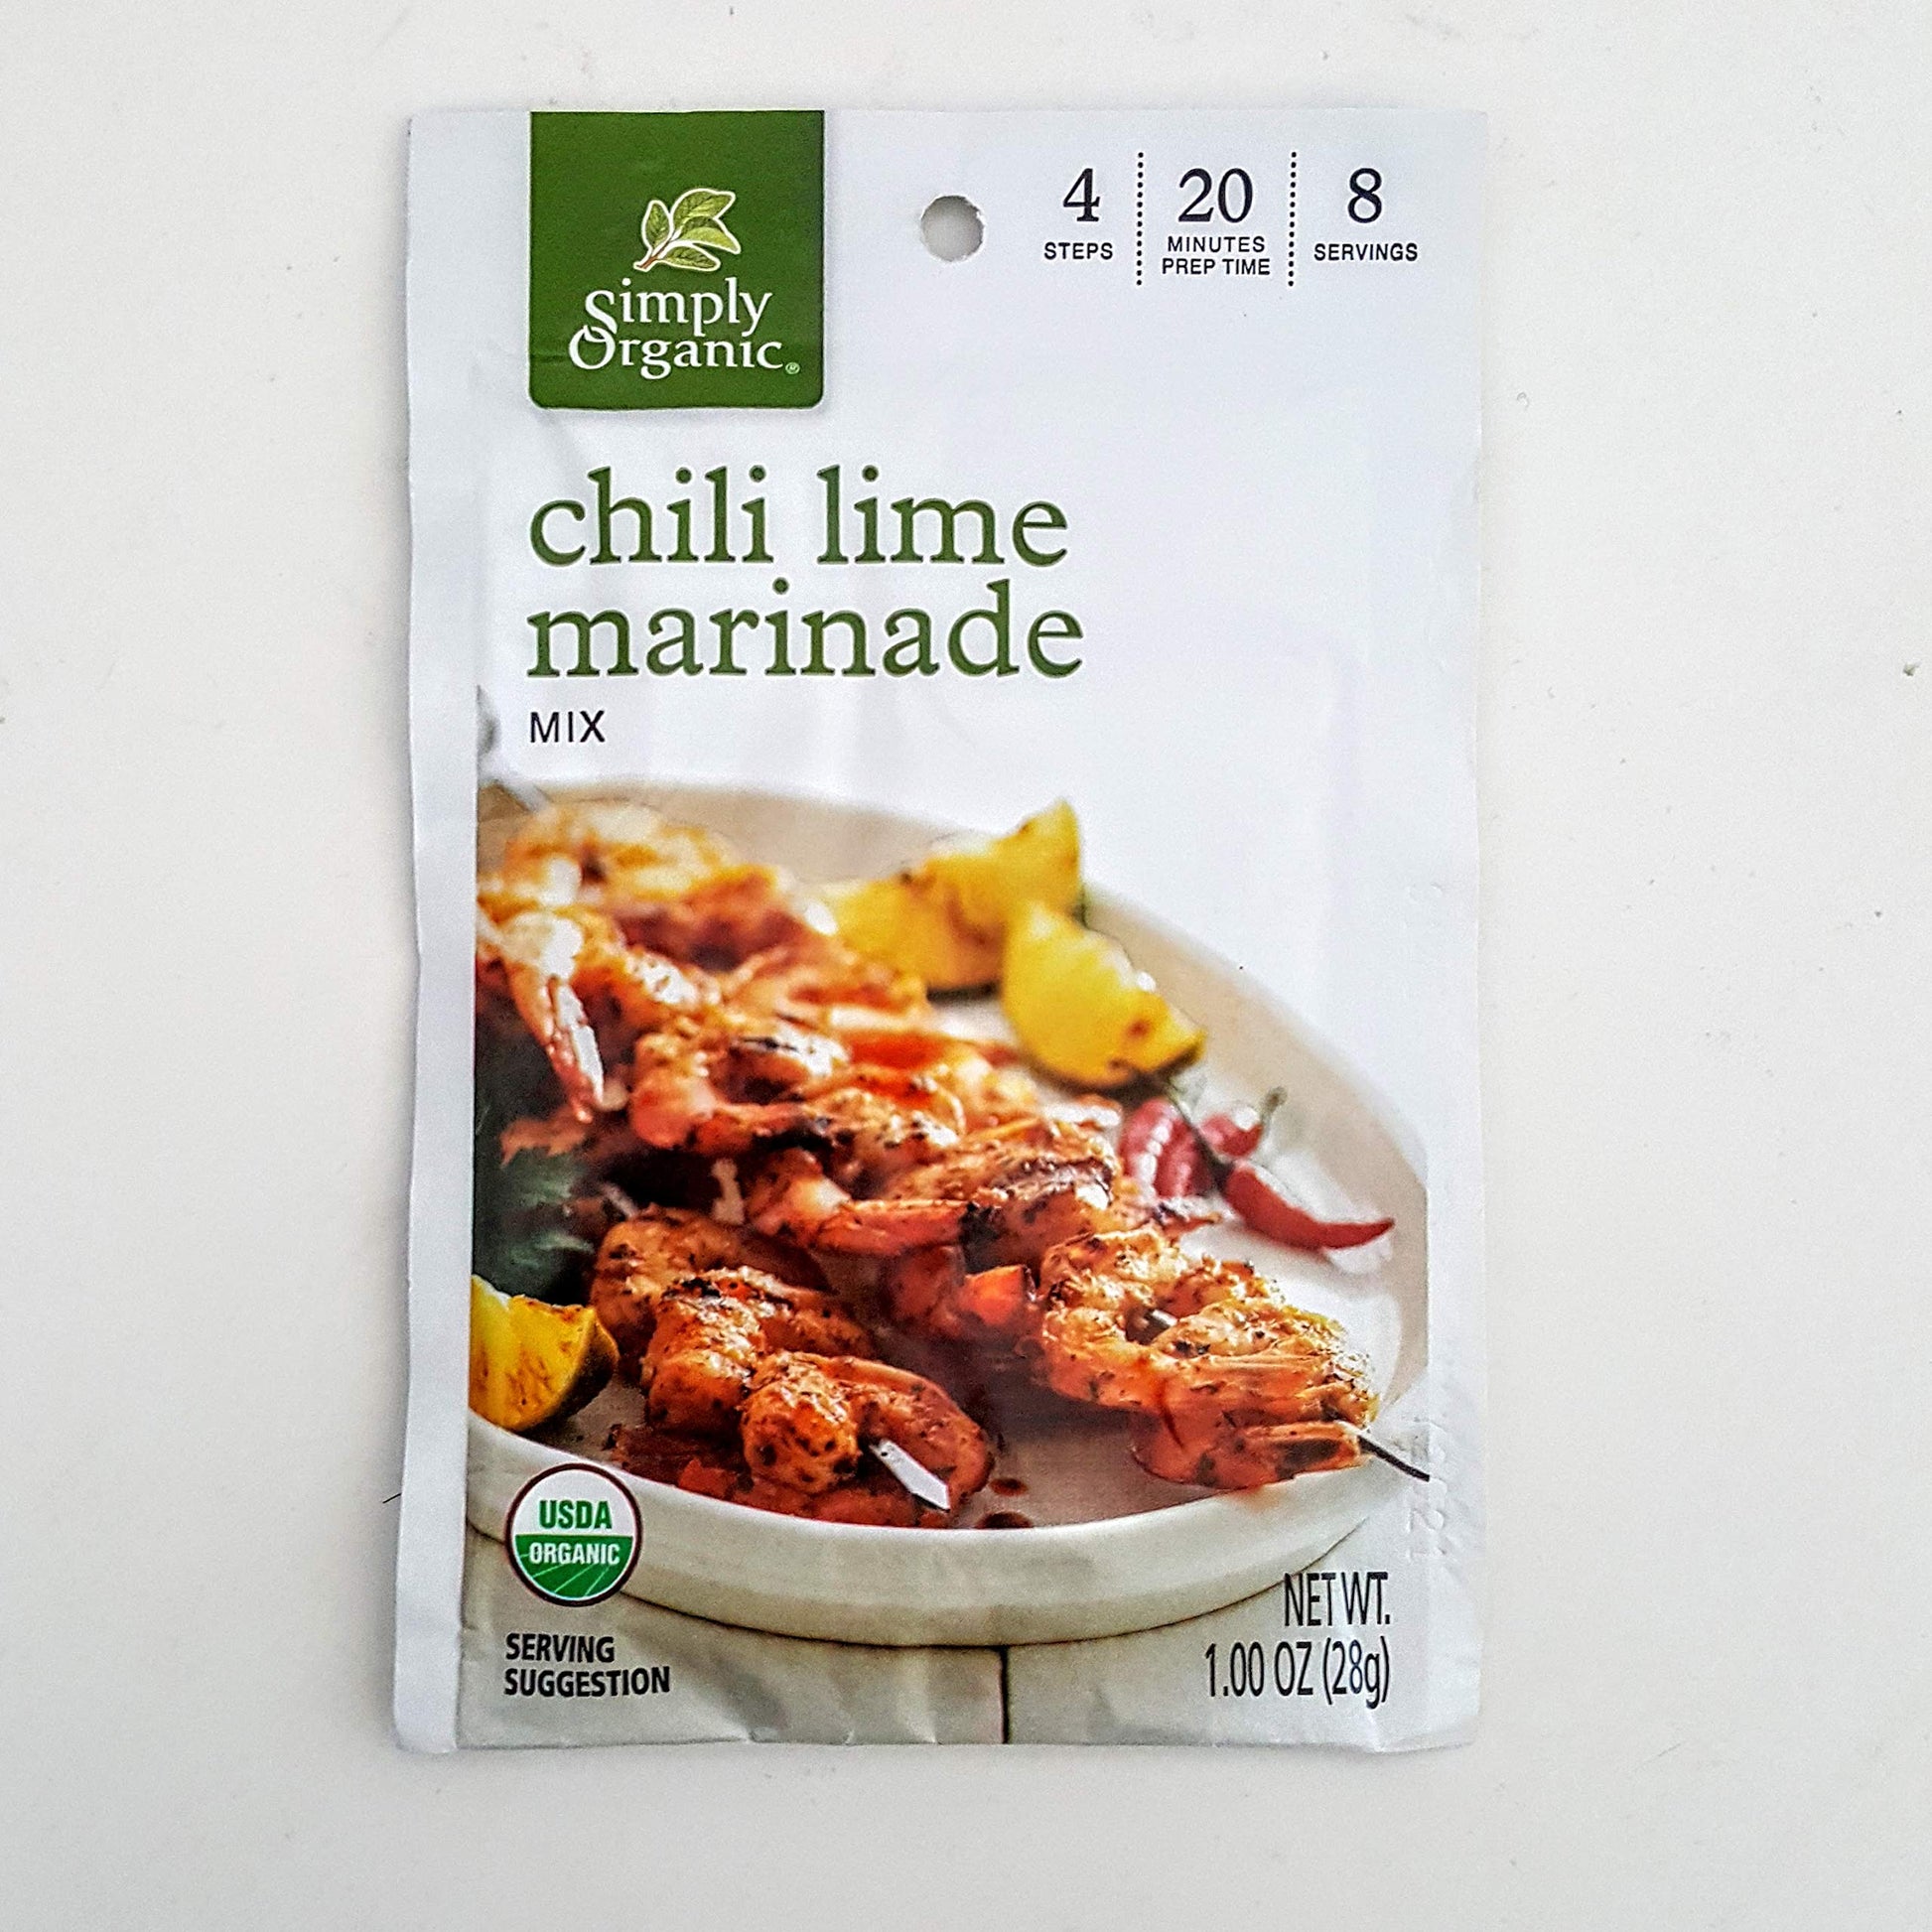 Simply
Organic®
4
STEPS
20
MINUTES
PREP TIME
8
SERVINGS
chili lime
marinade
MIX
USDA
ORGANIC
SERVING
SUGGESTION
NET WT.
1.00 OZ (28g)